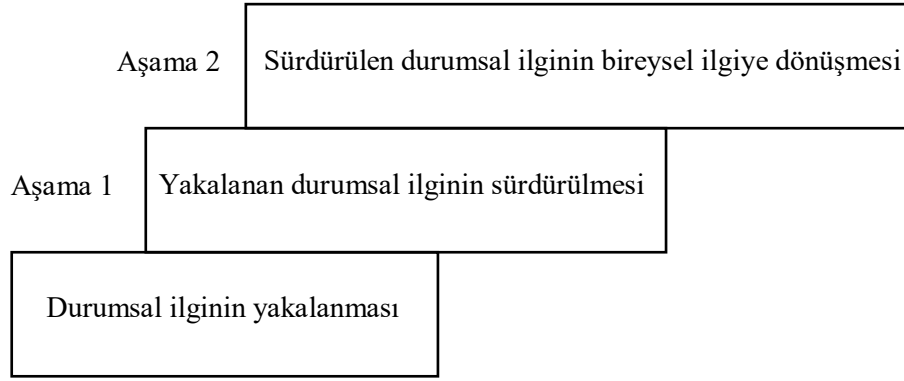 Aşama 2
Sürdürülen durumsal ilginin bireysel ilgiye dönüşmesi
Aşama 1
Yakalanan durumsal ilginin sürdürülmesi
Durumsal ilginin yakalanması